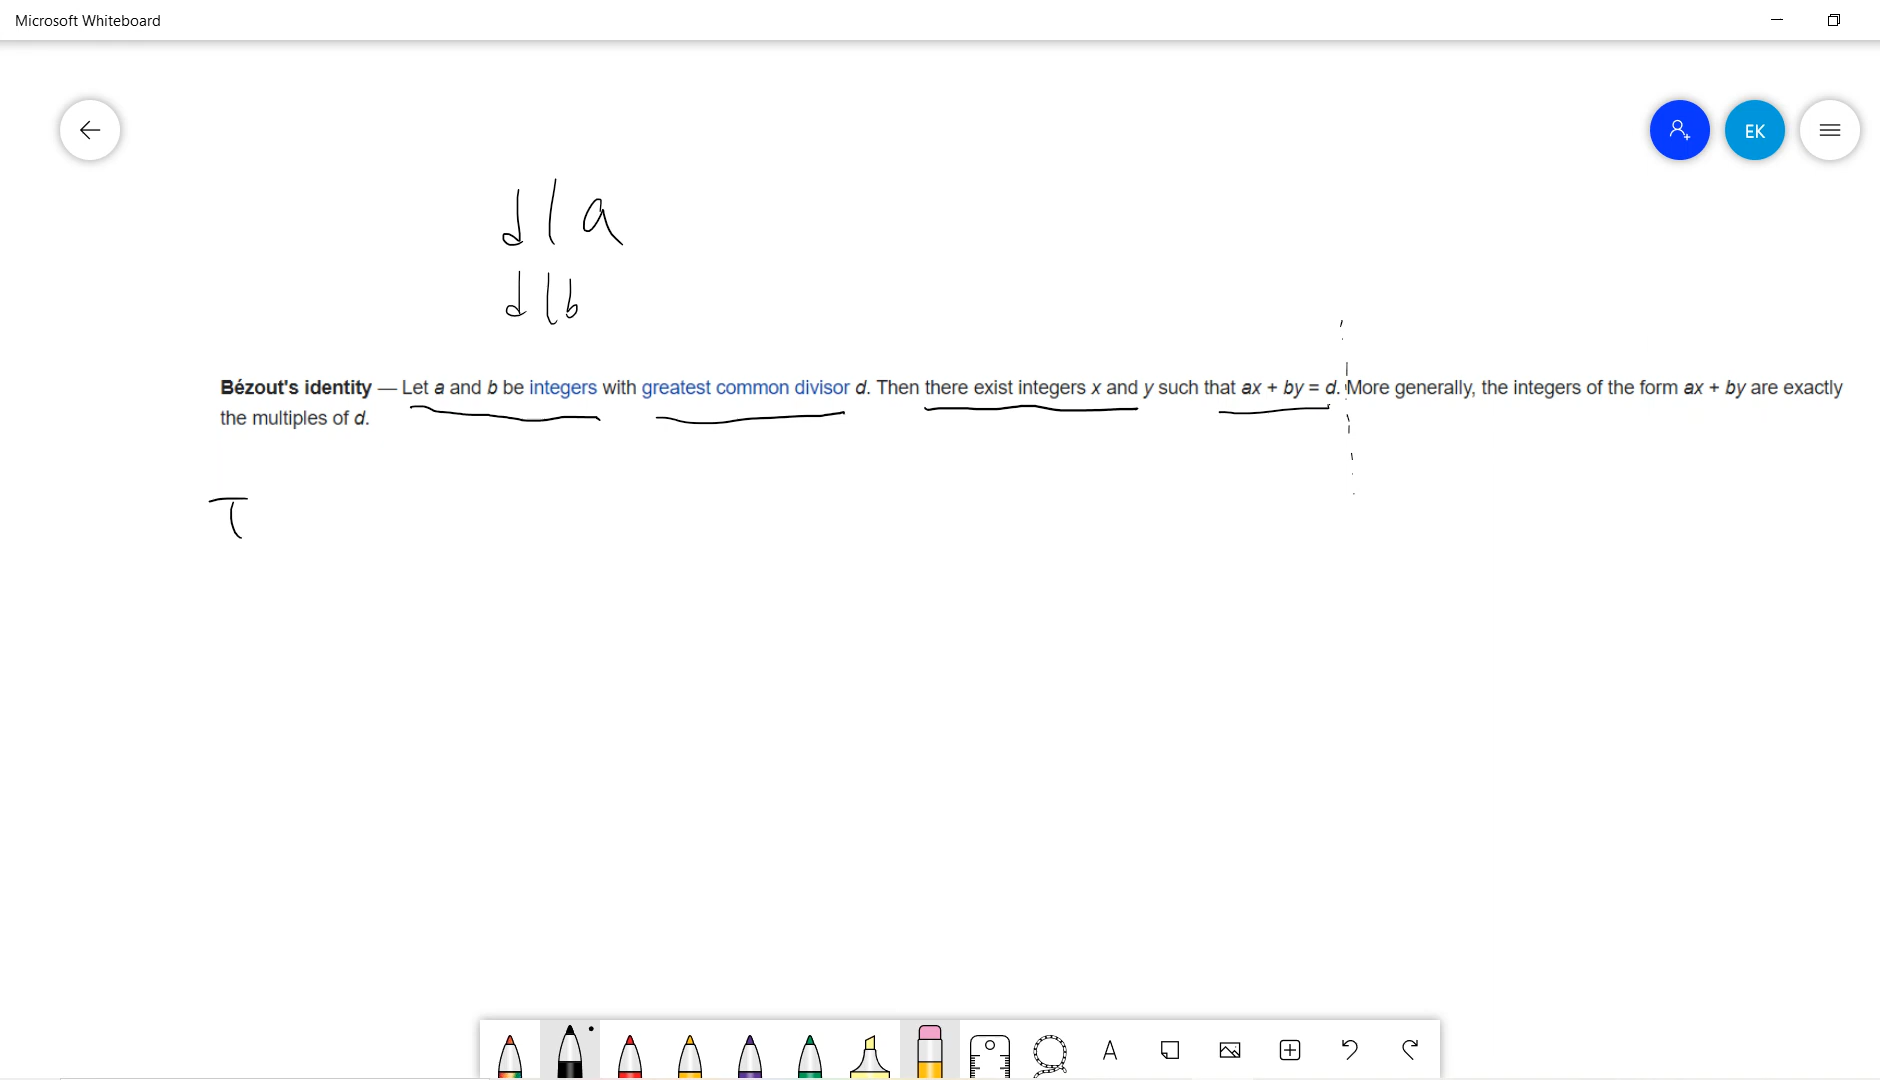 Microsoft Whiteboard
EK
d | a
d | b
Bézout's identity — Let a and b be integers with greatest common divisor d. Then there exist integers x and y such that ax + by = d. More generally, the integers of the form ax + by are exactly
the multiples of d.
T
A